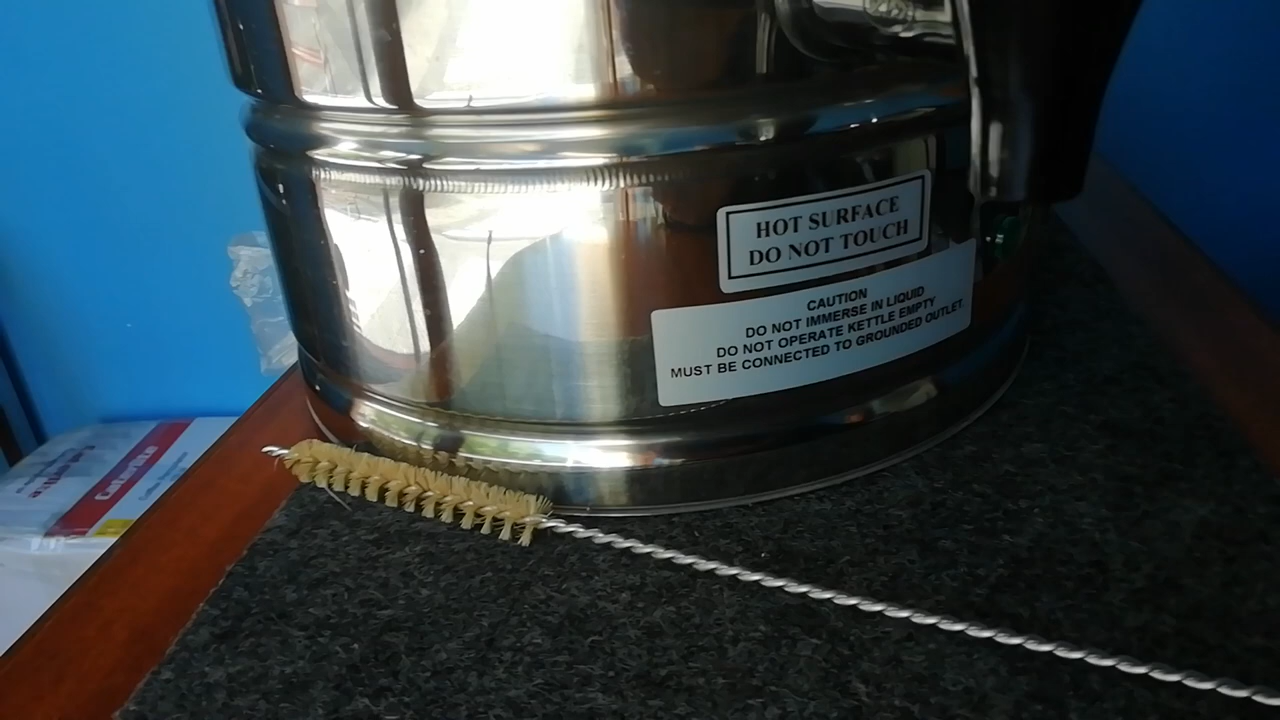 HOT SURFACE
DO NOT TOUCH
CAUTION
DO NOT IMMERSE IN LIQUID
DO NOT OPERATE KETTLE EMPTY
MUST BE CONNECTED TO GROUNDED OUTLET